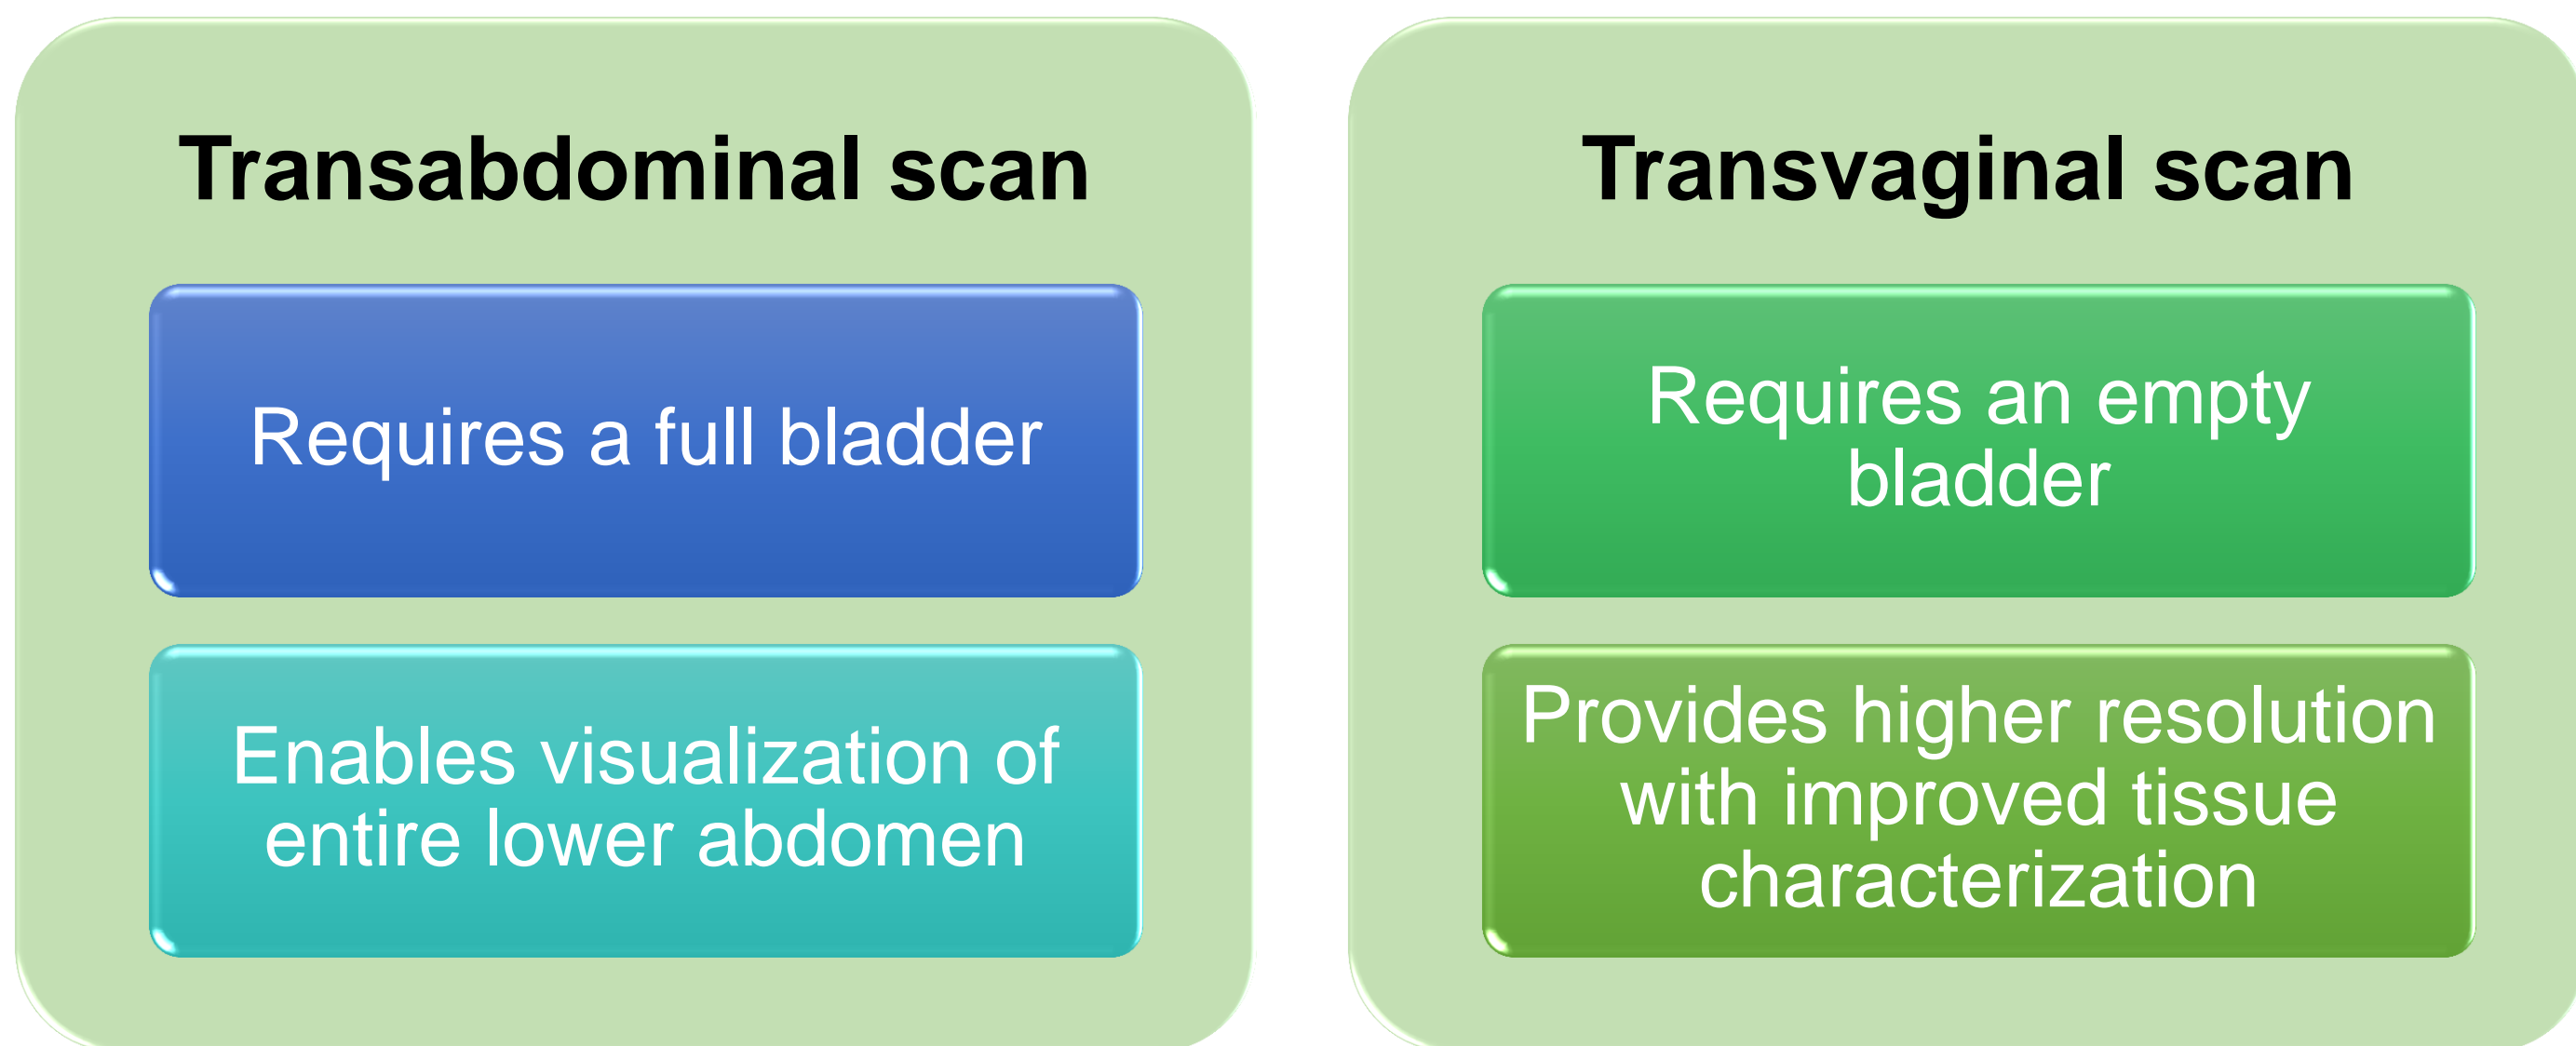 Transabdominal scan
Requires a full bladder
Enables visualization of
entire lower abdomen
Transvaginal scan
Requires an empty
bladder
Provides higher resolution
with improved tissue
characterization